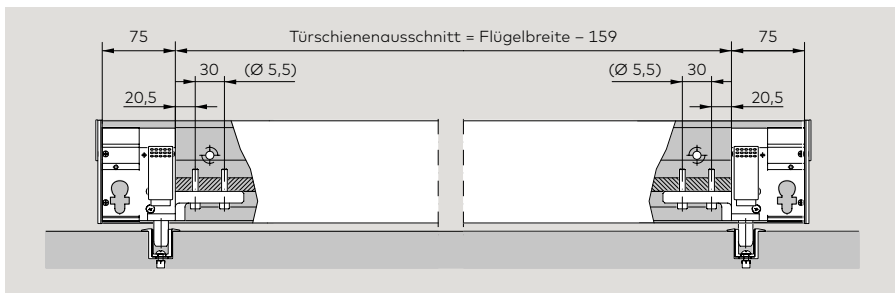 75 Türschienenausschnitt = Flügelbreite – 159 75
30 (Ø 5,5) (Ø 5,5) 30
20,5 20,5